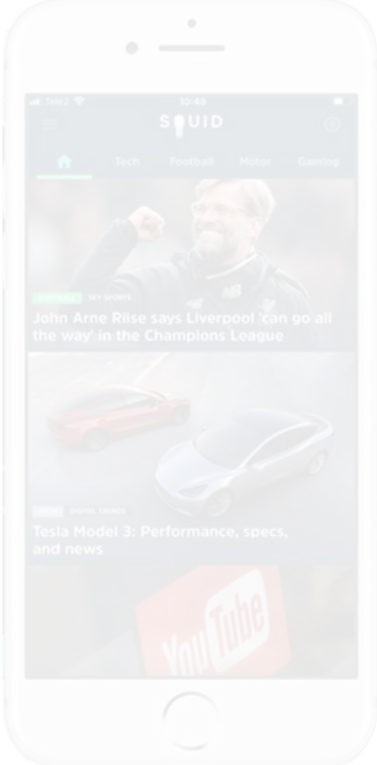 Tele2
10:49
SQUID
Tech Football Motor Gaming
SKY SPORTS
John Arne Riise says Liverpool 'can go all
the way' in the Champions League
DIGITAL TRENDS
Tesla Model 3: Performance, specs,
and news
YouTube